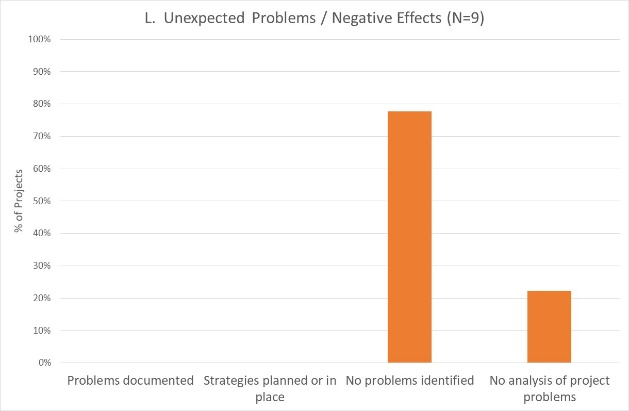 L.  Unexpected Problems / Negative Effects (N=9)
100%
90%
80%
70%
60%
50%
40%
30%
20%
10%
0%
% of Projects
Problems documented
Strategies planned or in
place
No problems identified
No analysis of project
problems